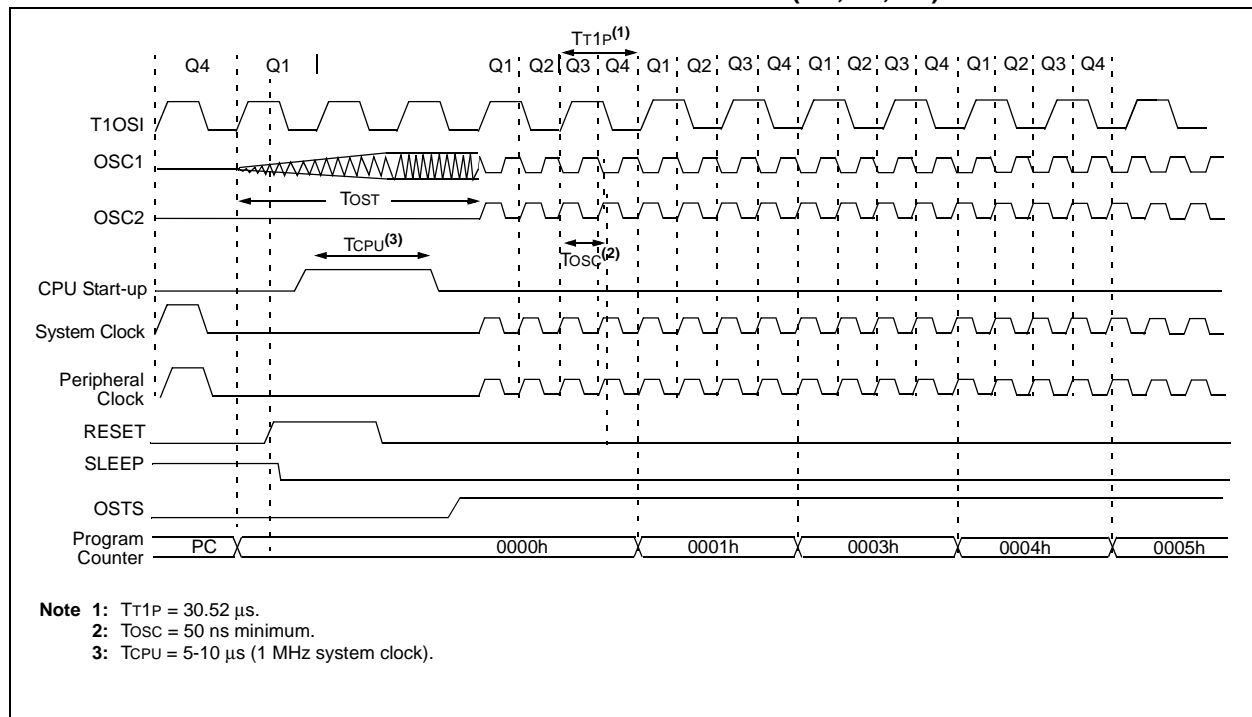 TT1P(1)
Q4 Q1 Q1 Q2 Q3 Q4 Q1 Q2 Q3 Q4 Q1 Q2 Q3 Q4 Q1 Q2 Q3 Q4
T1OSI
OSC1
TOST
OSC2
TCPU(3)
TOSC(2)
CPU Start-up
System Clock
Peripheral
Clock
RESET
SLEEP
OSTS
Program
Counter
PC 0000h 0001h 0003h 0004h 0005h
Note 1: TT1P = 30.52 μs.
2: TOSC = 50 ns minimum.
3: TCPU = 5-10 μs (1 MHz system clock).